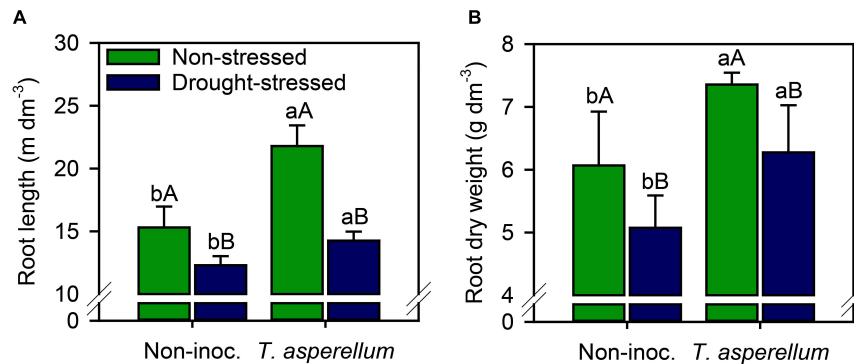 A
Root length (m dm⁻³)
30
25
20
15
10
0
Non-stressed
Drought-stressed
bA
bB
aA
aB
Non-inoc.
T. asperellum
B
Root dry weight (g dm⁻³)
8
7
6
5
4
0
bA
bB
aA
aB
Non-inoc.
T. asperellum